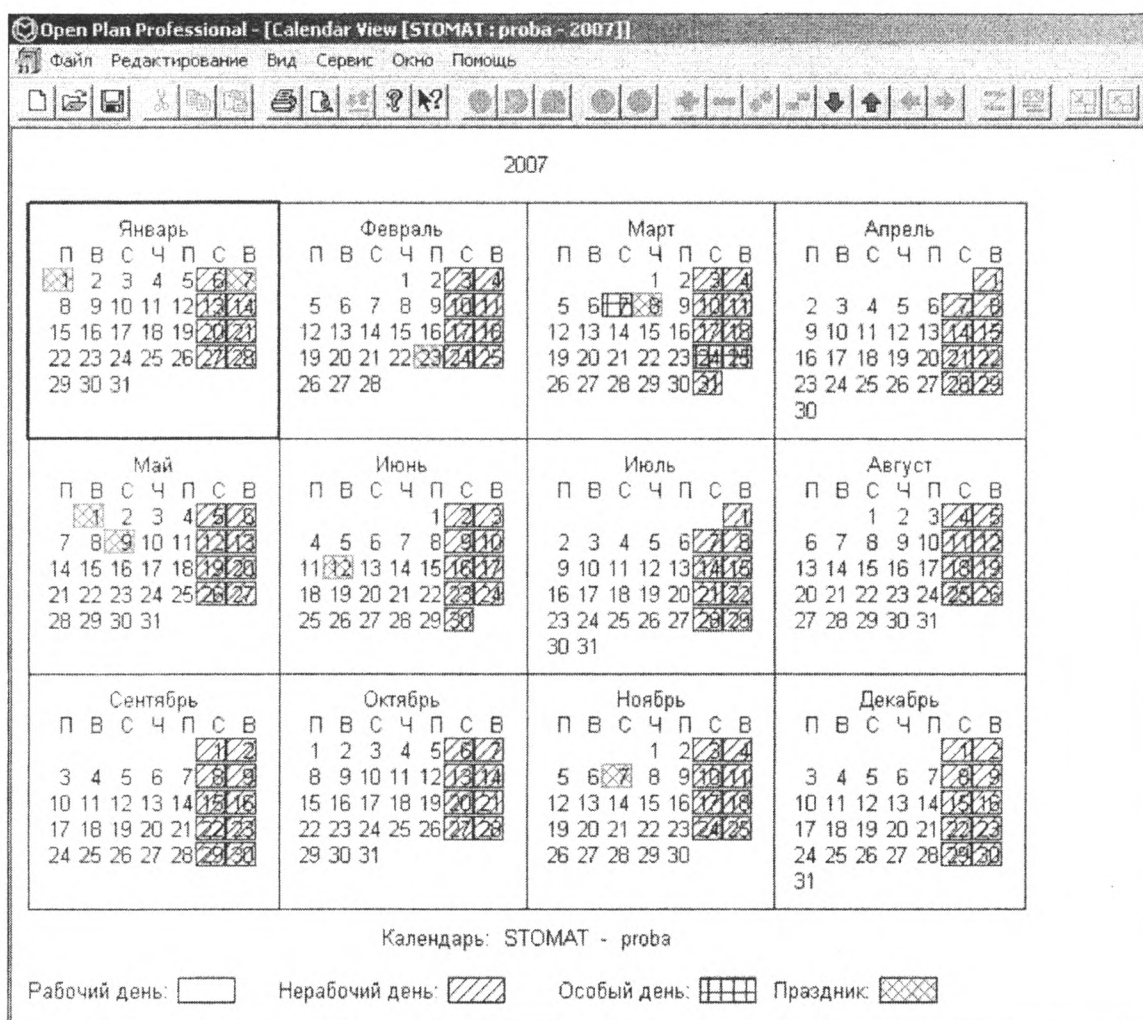 Open Plan Professional - [Calendar View [STOMAT : proba - 2007]]
Файл Редактирование Вид Сервис Окно Помощь
2007
Январь Февраль Март Апрель
П В С Ч П С В П В С Ч П С В П В С Ч П С В П В С Ч П С В
1 2 3 4 5 6 7 1 2 3 4 1 2 3 4 1
8 9 10 11 12 13 14 5 6 7 8 9 10 11 5 6 7 8 9 10 11 2 3 4 5 6 7 8
15 16 17 18 19 20 21 12 13 14 15 16 17 18 12 13 14 15 16 17 18 9 10 11 12 13 14 15
22 23 24 25 26 27 28 19 20 21 22 23 24 25 19 20 21 22 23 24 25 16 17 18 19 20 21 22
29 30 31 26 27 28 26 27 28 29 30 31 23 24 25 26 27 28 29
30
Май Июнь Июль Август
П В С Ч П С В П В С Ч П С В П В С Ч П С В П В С Ч П С В
1 2 3 4 5 6 1 2 3 1 1 2 3 4 5
7 8 9 10 11 12 13 4 5 6 7 8 9 10 2 3 4 5 6 7 8 6 7 8 9 10 11 12
14 15 16 17 18 19 20 11 12 13 14 15 16 17 9 10 11 12 13 14 15 13 14 15 16 17 18 19
21 22 23 24 25 26 27 18 19 20 21 22 23 24 16 17 18 19 20 21 22 20 21 22 23 24 25 26
28 29 30 31 25 26 27 28 29 30 23 24 25 26 27 28 29 27 28 29 30 31
30 31
Сентябрь Октябрь Ноябрь Декабрь
П В С Ч П С В П В С Ч П С В П В С Ч П С В П В С Ч П С В
1 2 1 2 3 4 5 6 7 1 2 3 4 1 2
3 4 5 6 7 8 9 8 9 10 11 12 13 14 5 6 7 8 9 10 11 3 4 5 6 7 8 9
10 11 12 13 14 15 16 15 16 17 18 19 20 21 12 13 14 15 16 17 18 10 11 12 13 14 15 16
17 18 19 20 21 22 23 22 23 24 25 26 27 28 19 20 21 22 23 24 25 17 18 19 20 21 22 23
24 25 26 27 28 29 30 29 30 31 26 27 28 29 30 24 25 26 27 28 29 30
31
Календарь: STOMAT - proba
Рабочий день: Нерабочий день: Особый день: Праздник: